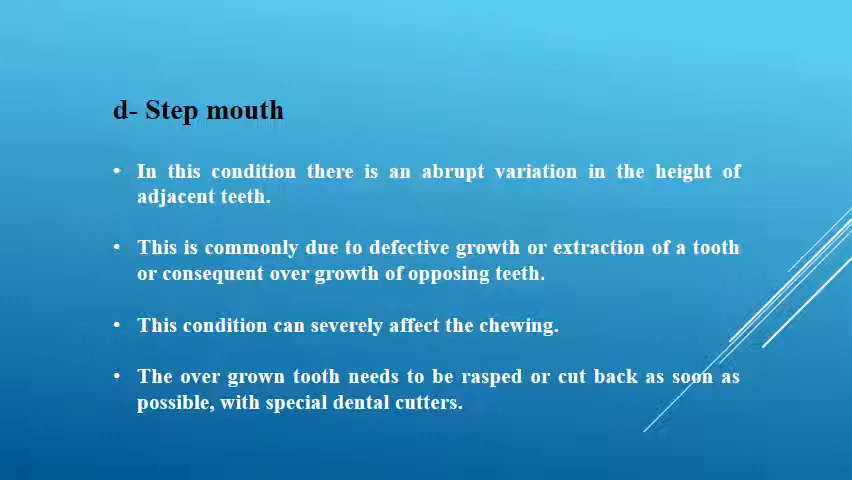 d- Step mouth
• In this condition there is an abrupt variation in the height of
adjacent teeth.
• This is commonly due to defective growth or extraction of a tooth
or consequent over growth of opposing teeth.
• This condition can severely affect the chewing.
• The over grown tooth needs to be rasped or cut back as soon as
possible, with special dental cutters.